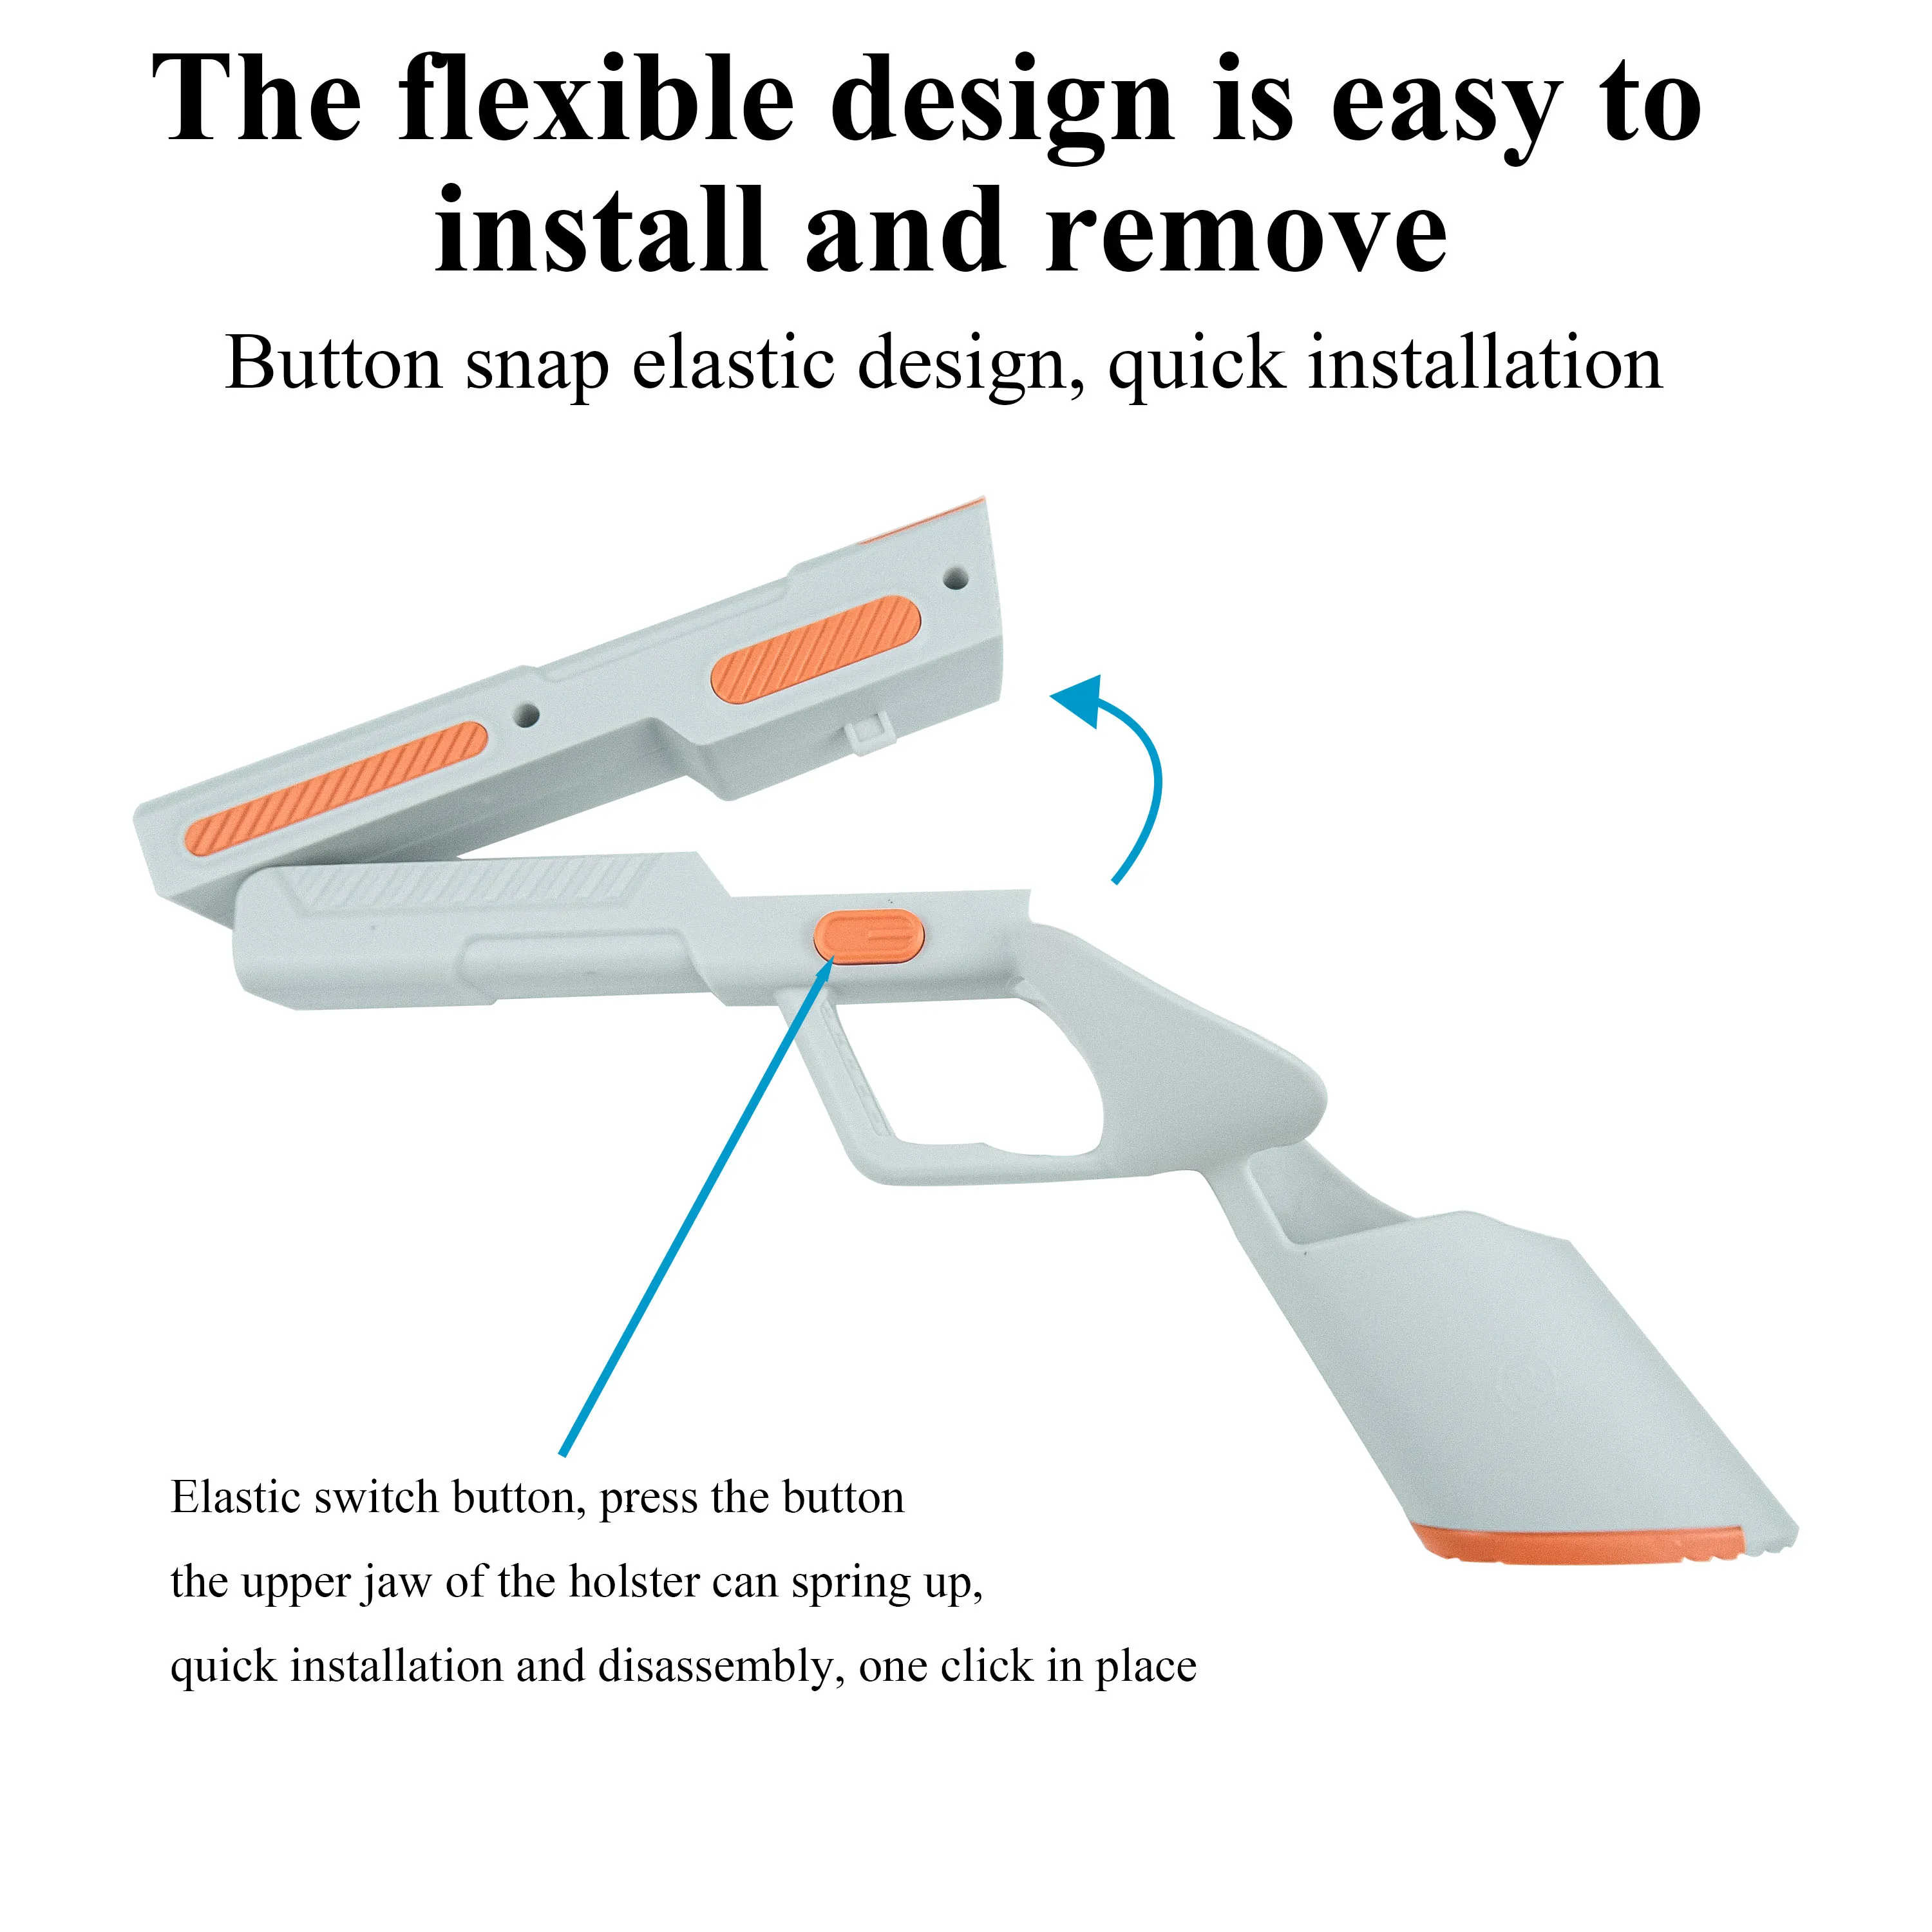 The flexible design is easy to
install and remove
Button snap elastic design, quick installation
Elastic switch button, press the button
the upper jaw of the holster can spring up,
quick installation and disassembly, one click in place